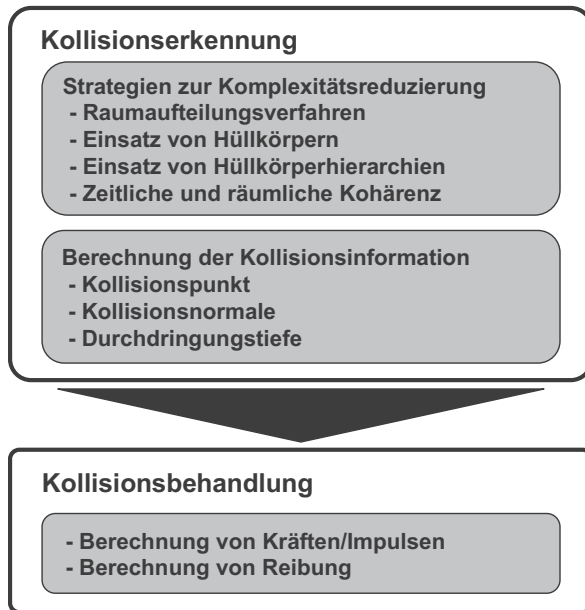 Kollisionserkennung
Strategien zur Komplexitätsreduzierung
- Raumaufteilungsverfahren
- Einsatz von Hüllkörpern
- Einsatz von Hüllkörperhierarchien
- Zeitliche und räumliche Kohärenz
Berechnung der Kollisionsinformation
- Kollisionspunkt
- Kollisionsnormale
- Durchdringungstiefe
Kollisionsbehandlung
- Berechnung von Kräften/Impulsen
- Berechnung von Reibung